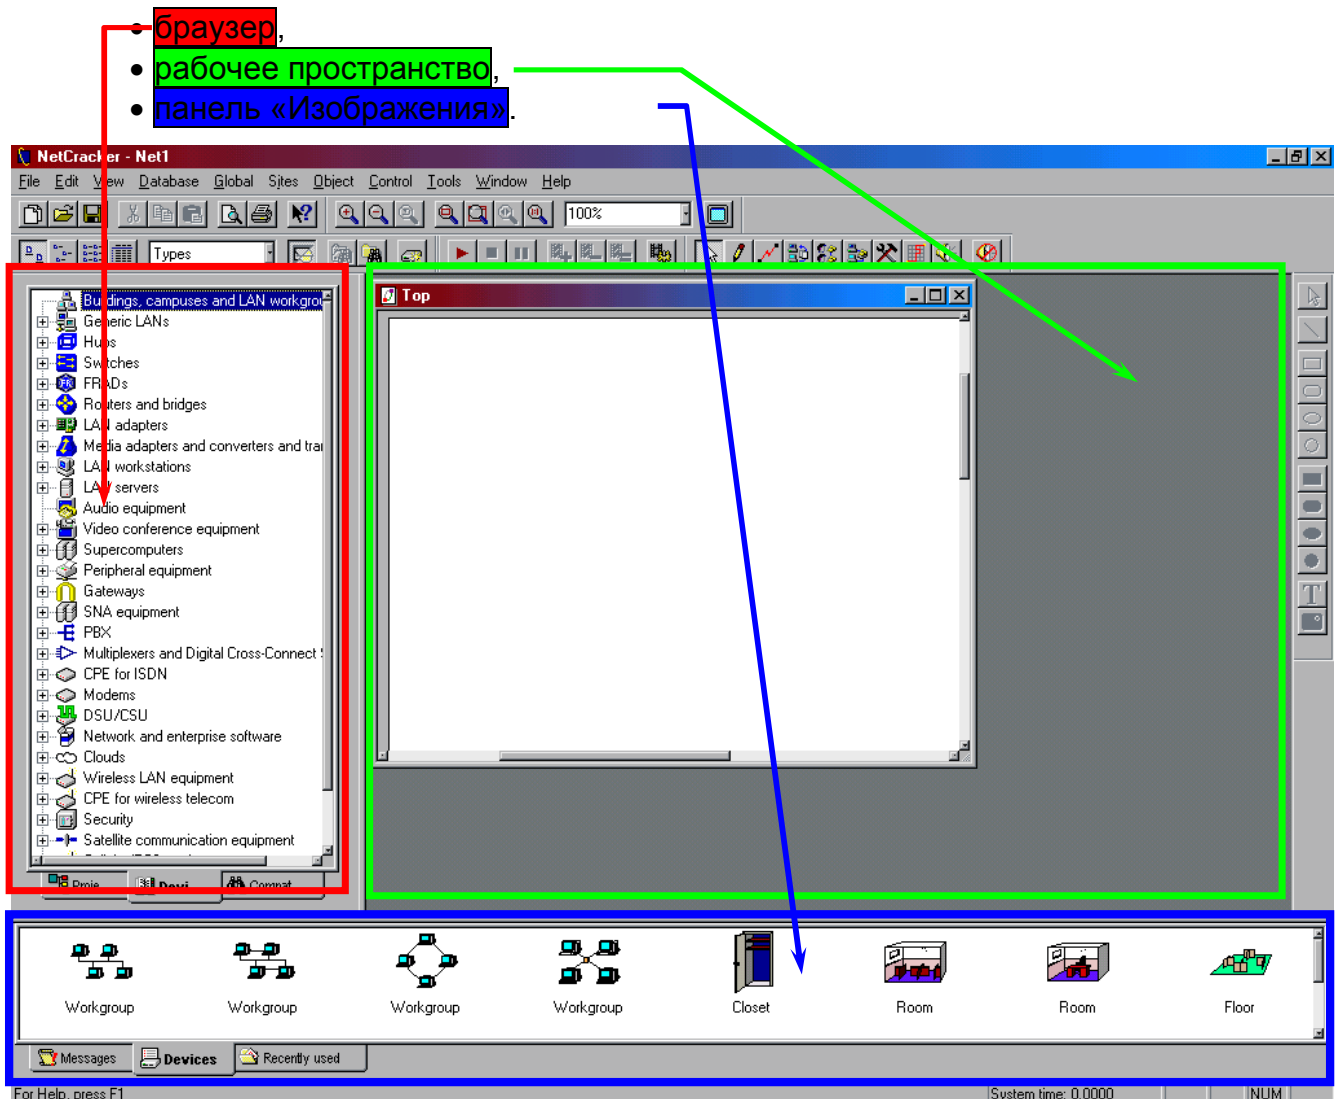 • браузер,
• рабочее пространство,
• панель «Изображения».
NetCracker - Net1
File Edit View Database Global Sites Object Control Tools Window Help
100%
Types
Buildings, campuses and LAN workgrou
Generic LANs
Hubs
Switches
FRADs
Routers and bridges
LAN adapters
Media adapters and converters and trar
LAN workstations
LAN servers
Audio equipment
Video conference equipment
Supercomputers
Peripheral equipment
Gateways
SNA equipment
PBX
Multiplexers and Digital Cross-Connect
CPE for ISDN
Modems
DSU/CSU
Network and enterprise software
Clouds
Wireless LAN equipment
CPE for wireless telecom
Security
Satellite communication equipment
Proje Devi Compat
Top
Workgroup Workgroup Workgroup Workgroup Closet Room Room Floor
Messages Devices Recently used
For Help, press F1 System time: 0.0000 NUM